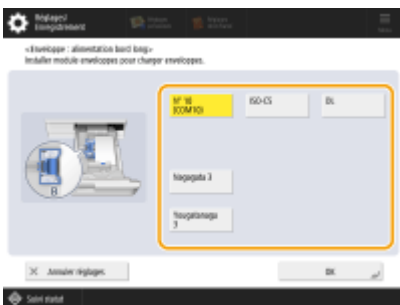 Réglages/
Enregistrement
Menu
<Enveloppe : alimentation bord long>
Installer module enveloppes pour charger enveloppes.
N° 10
(COM10)
ISO-C5
DL
B
Nagagata 3
Yougatanaga
3
Annuler réglages
OK
Suivi statut